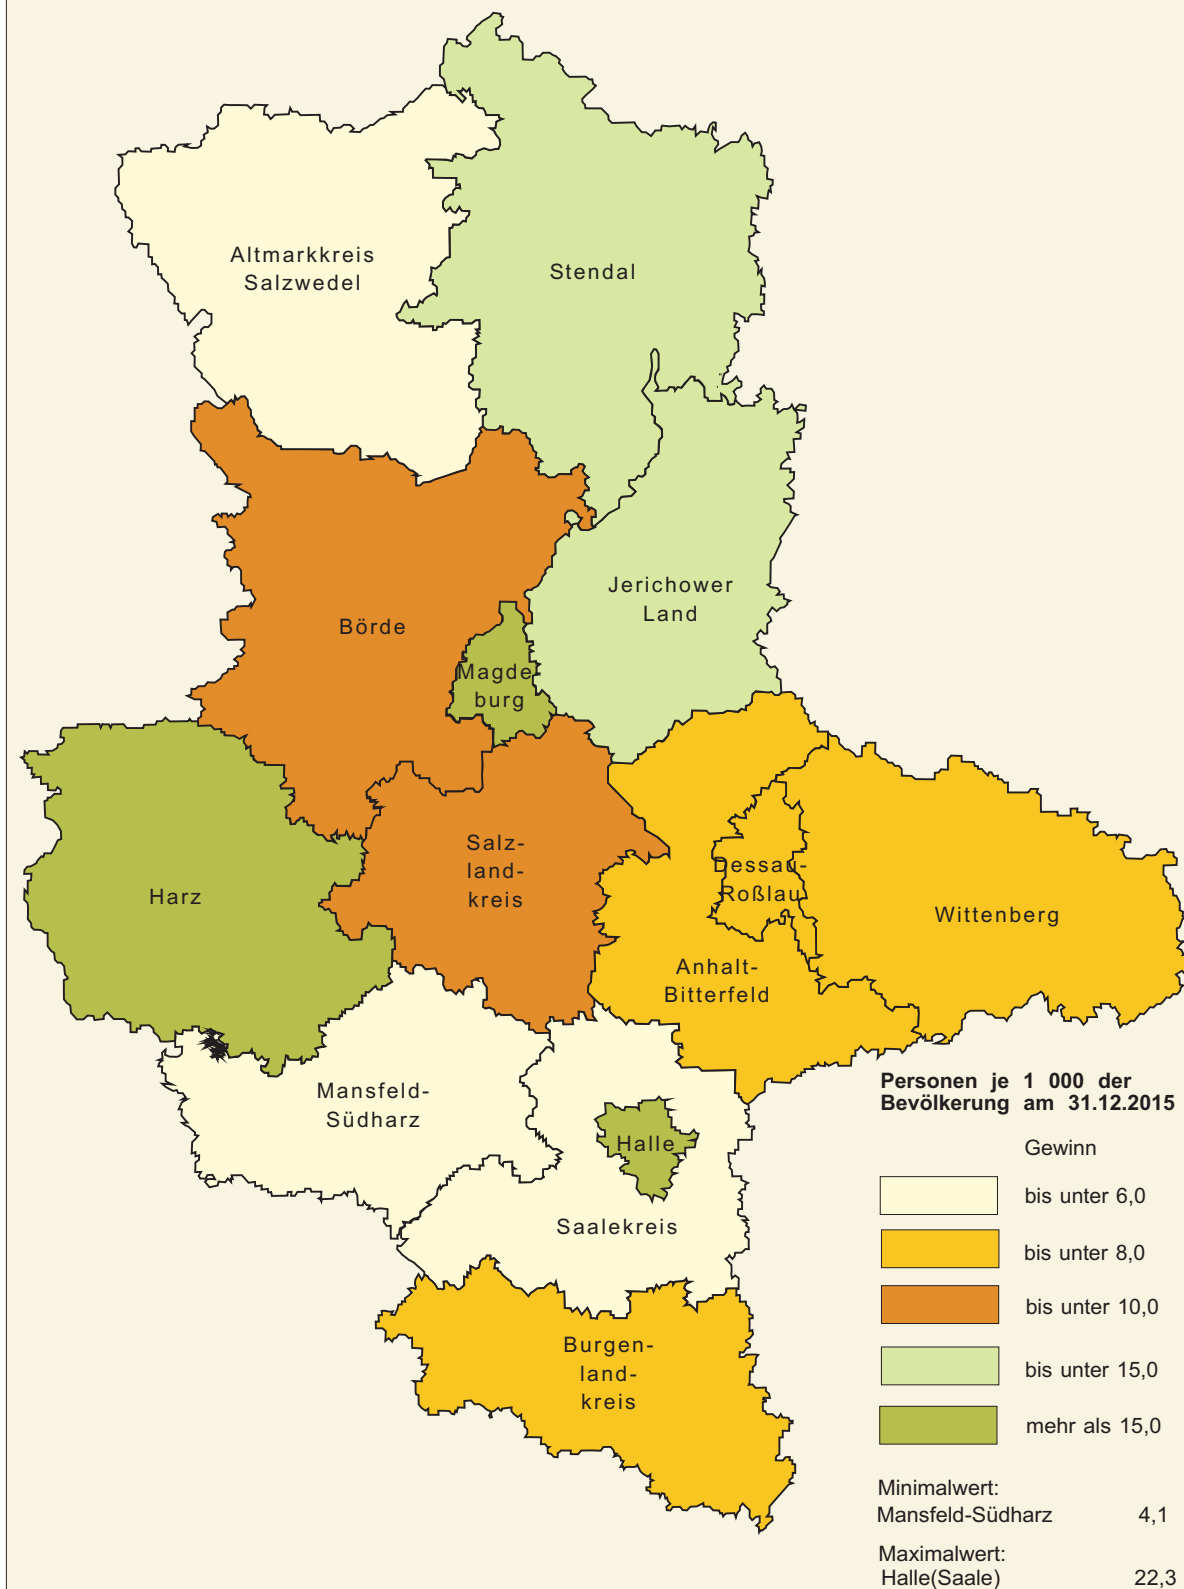 Altmarkkreis
Salzwedel
Stendal
Jerichower
Land
Börde
Magde
burg
Salz-
land-
kreis
Harz
Dessau-
Roßlau
Wittenberg
Anhalt-
Bitterfeld
Mansfeld-
Südharz
Halle
Saalekreis
Burgen-
land-
kreis
Personen je 1 000 der
Bevölkerung am 31.12.2015
Gewinn
bis unter 6,0
bis unter 8,0
bis unter 10,0
bis unter 15,0
mehr als 15,0
Minimalwert:
Mansfeld-Südharz 4,1
Maximalwert:
Halle(Saale) 22,3